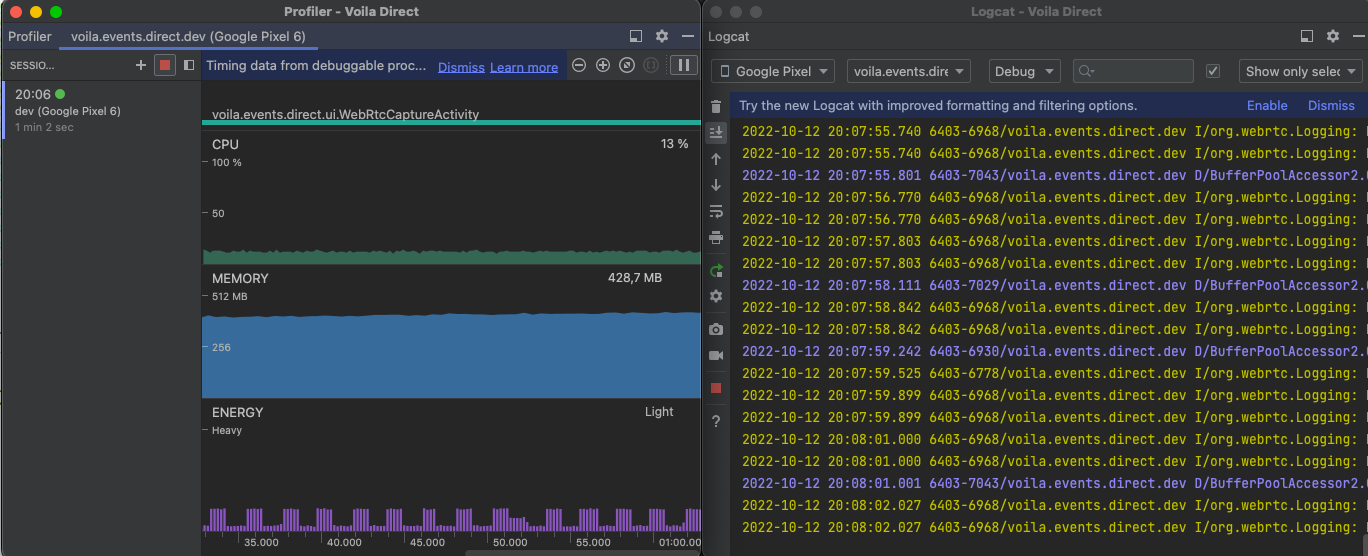 Profiler - Voila Direct
Profiler voila.events.direct.dev (Google Pixel 6)
SESSIO...
Timing data from debuggable proc... Dismiss Learn more
20:06
dev (Google Pixel 6)
1 min 2 sec
voila.events.direct.ui.WebRtcCaptureActivity
CPU 13 %
100 %
50
MEMORY 428,7 MB
512 MB
256
ENERGY Light
Heavy
35.000 40.000 45.000 50.000 55.000 01:00.00
Logcat - Voila Direct
Logcat
Google Pixel voila.events.dire Debug Show only selec
Try the new Logcat with improved formatting and filtering options. Enable Dismiss
2022-10-12 20:07:55.740 6403-6968/voila.events.direct.dev I/org.webrtc.Logging:
2022-10-12 20:07:55.740 6403-6968/voila.events.direct.dev I/org.webrtc.Logging:
2022-10-12 20:07:55.801 6403-7043/voila.events.direct.dev D/BufferPoolAccessor2.
2022-10-12 20:07:56.770 6403-6968/voila.events.direct.dev I/org.webrtc.Logging:
2022-10-12 20:07:56.770 6403-6968/voila.events.direct.dev I/org.webrtc.Logging:
2022-10-12 20:07:57.803 6403-6968/voila.events.direct.dev I/org.webrtc.Logging:
2022-10-12 20:07:57.803 6403-6968/voila.events.direct.dev I/org.webrtc.Logging:
2022-10-12 20:07:58.111 6403-7029/voila.events.direct.dev D/BufferPoolAccessor2.
2022-10-12 20:07:58.842 6403-6968/voila.events.direct.dev I/org.webrtc.Logging:
2022-10-12 20:07:58.842 6403-6968/voila.events.direct.dev I/org.webrtc.Logging:
2022-10-12 20:07:59.242 6403-6930/voila.events.direct.dev D/BufferPoolAccessor2.
2022-10-12 20:07:59.525 6403-6778/voila.events.direct.dev I/org.webrtc.Logging:
2022-10-12 20:07:59.899 6403-6968/voila.events.direct.dev I/org.webrtc.Logging:
2022-10-12 20:07:59.899 6403-6968/voila.events.direct.dev I/org.webrtc.Logging:
2022-10-12 20:08:01.000 6403-6968/voila.events.direct.dev I/org.webrtc.Logging:
2022-10-12 20:08:01.000 6403-6968/voila.events.direct.dev I/org.webrtc.Logging:
2022-10-12 20:08:01.001 6403-7043/voila.events.direct.dev D/BufferPoolAccessor2.
2022-10-12 20:08:02.027 6403-6968/voila.events.direct.dev I/org.webrtc.Logging:
2022-10-12 20:08:02.027 6403-6968/voila.events.direct.dev I/org.webrtc.Logging: